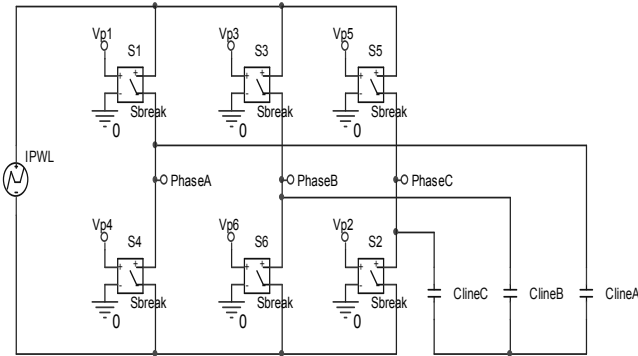 Vp1 S1 Vp3 S3 Vp5 S5
+ + + + + +
- - - - - -
Sbreak Sbreak Sbreak
0 0 0
IPWL
+
-
PhaseA PhaseB PhaseC
Vp4 S4 Vp6 S6 Vp2 S2
+ + + + + +
- - - - - -
ClineC ClineB ClineA
Sbreak Sbreak Sbreak
0 0 0